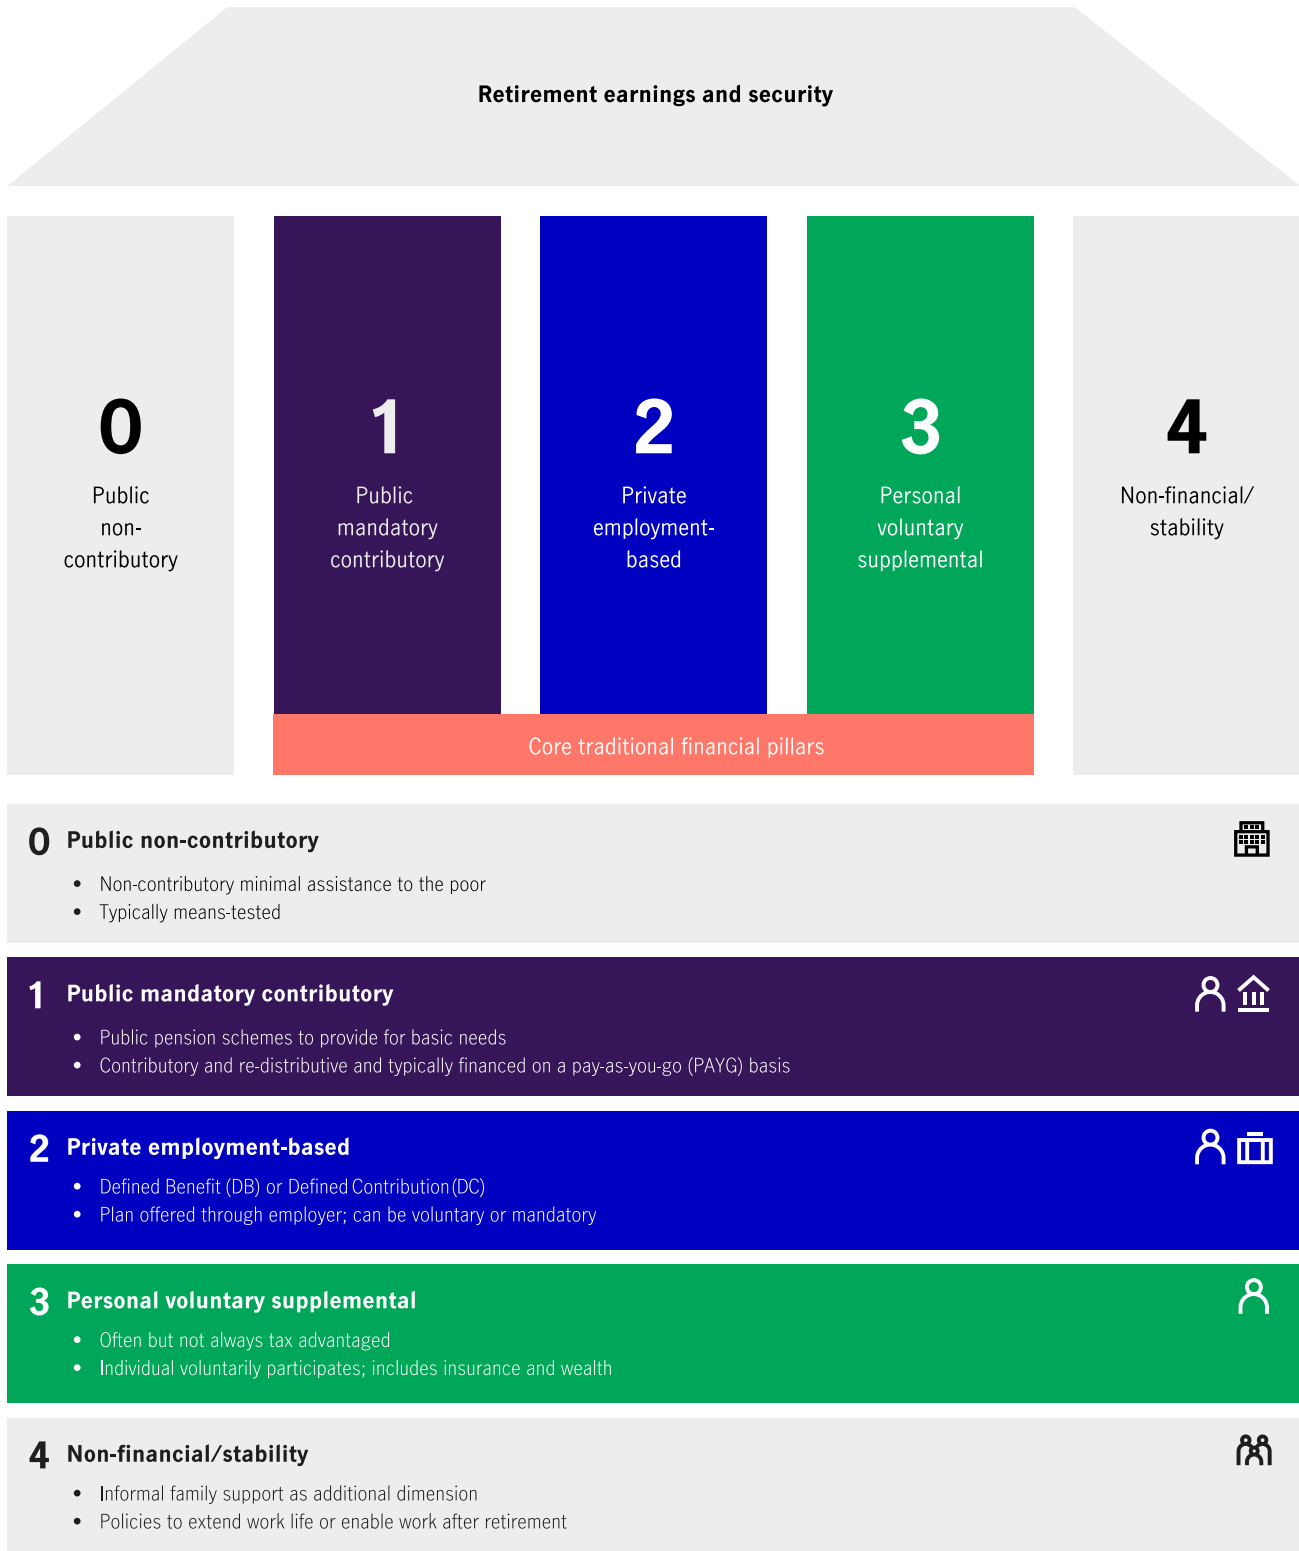 Retirement earnings and security
0
Public
non-
contributory
1
Public
mandatory
contributory
2
Private
employment-
based
3
Personal
voluntary
supplemental
4
Non-financial/
stability
Core traditional financial pillars
0 Public non-contributory
• Non-contributory minimal assistance to the poor
• Typically means-tested
1 Public mandatory contributory
• Public pension schemes to provide for basic needs
• Contributory and re-distributive and typically financed on a pay-as-you-go (PAYG) basis
2 Private employment-based
• Defined Benefit (DB) or Defined Contribution (DC)
• Plan offered through employer; can be voluntary or mandatory
3 Personal voluntary supplemental
• Often but not always tax advantaged
• Individual voluntarily participates; includes insurance and wealth
4 Non-financial/stability
• Informal family support as additional dimension
• Policies to extend work life or enable work after retirement